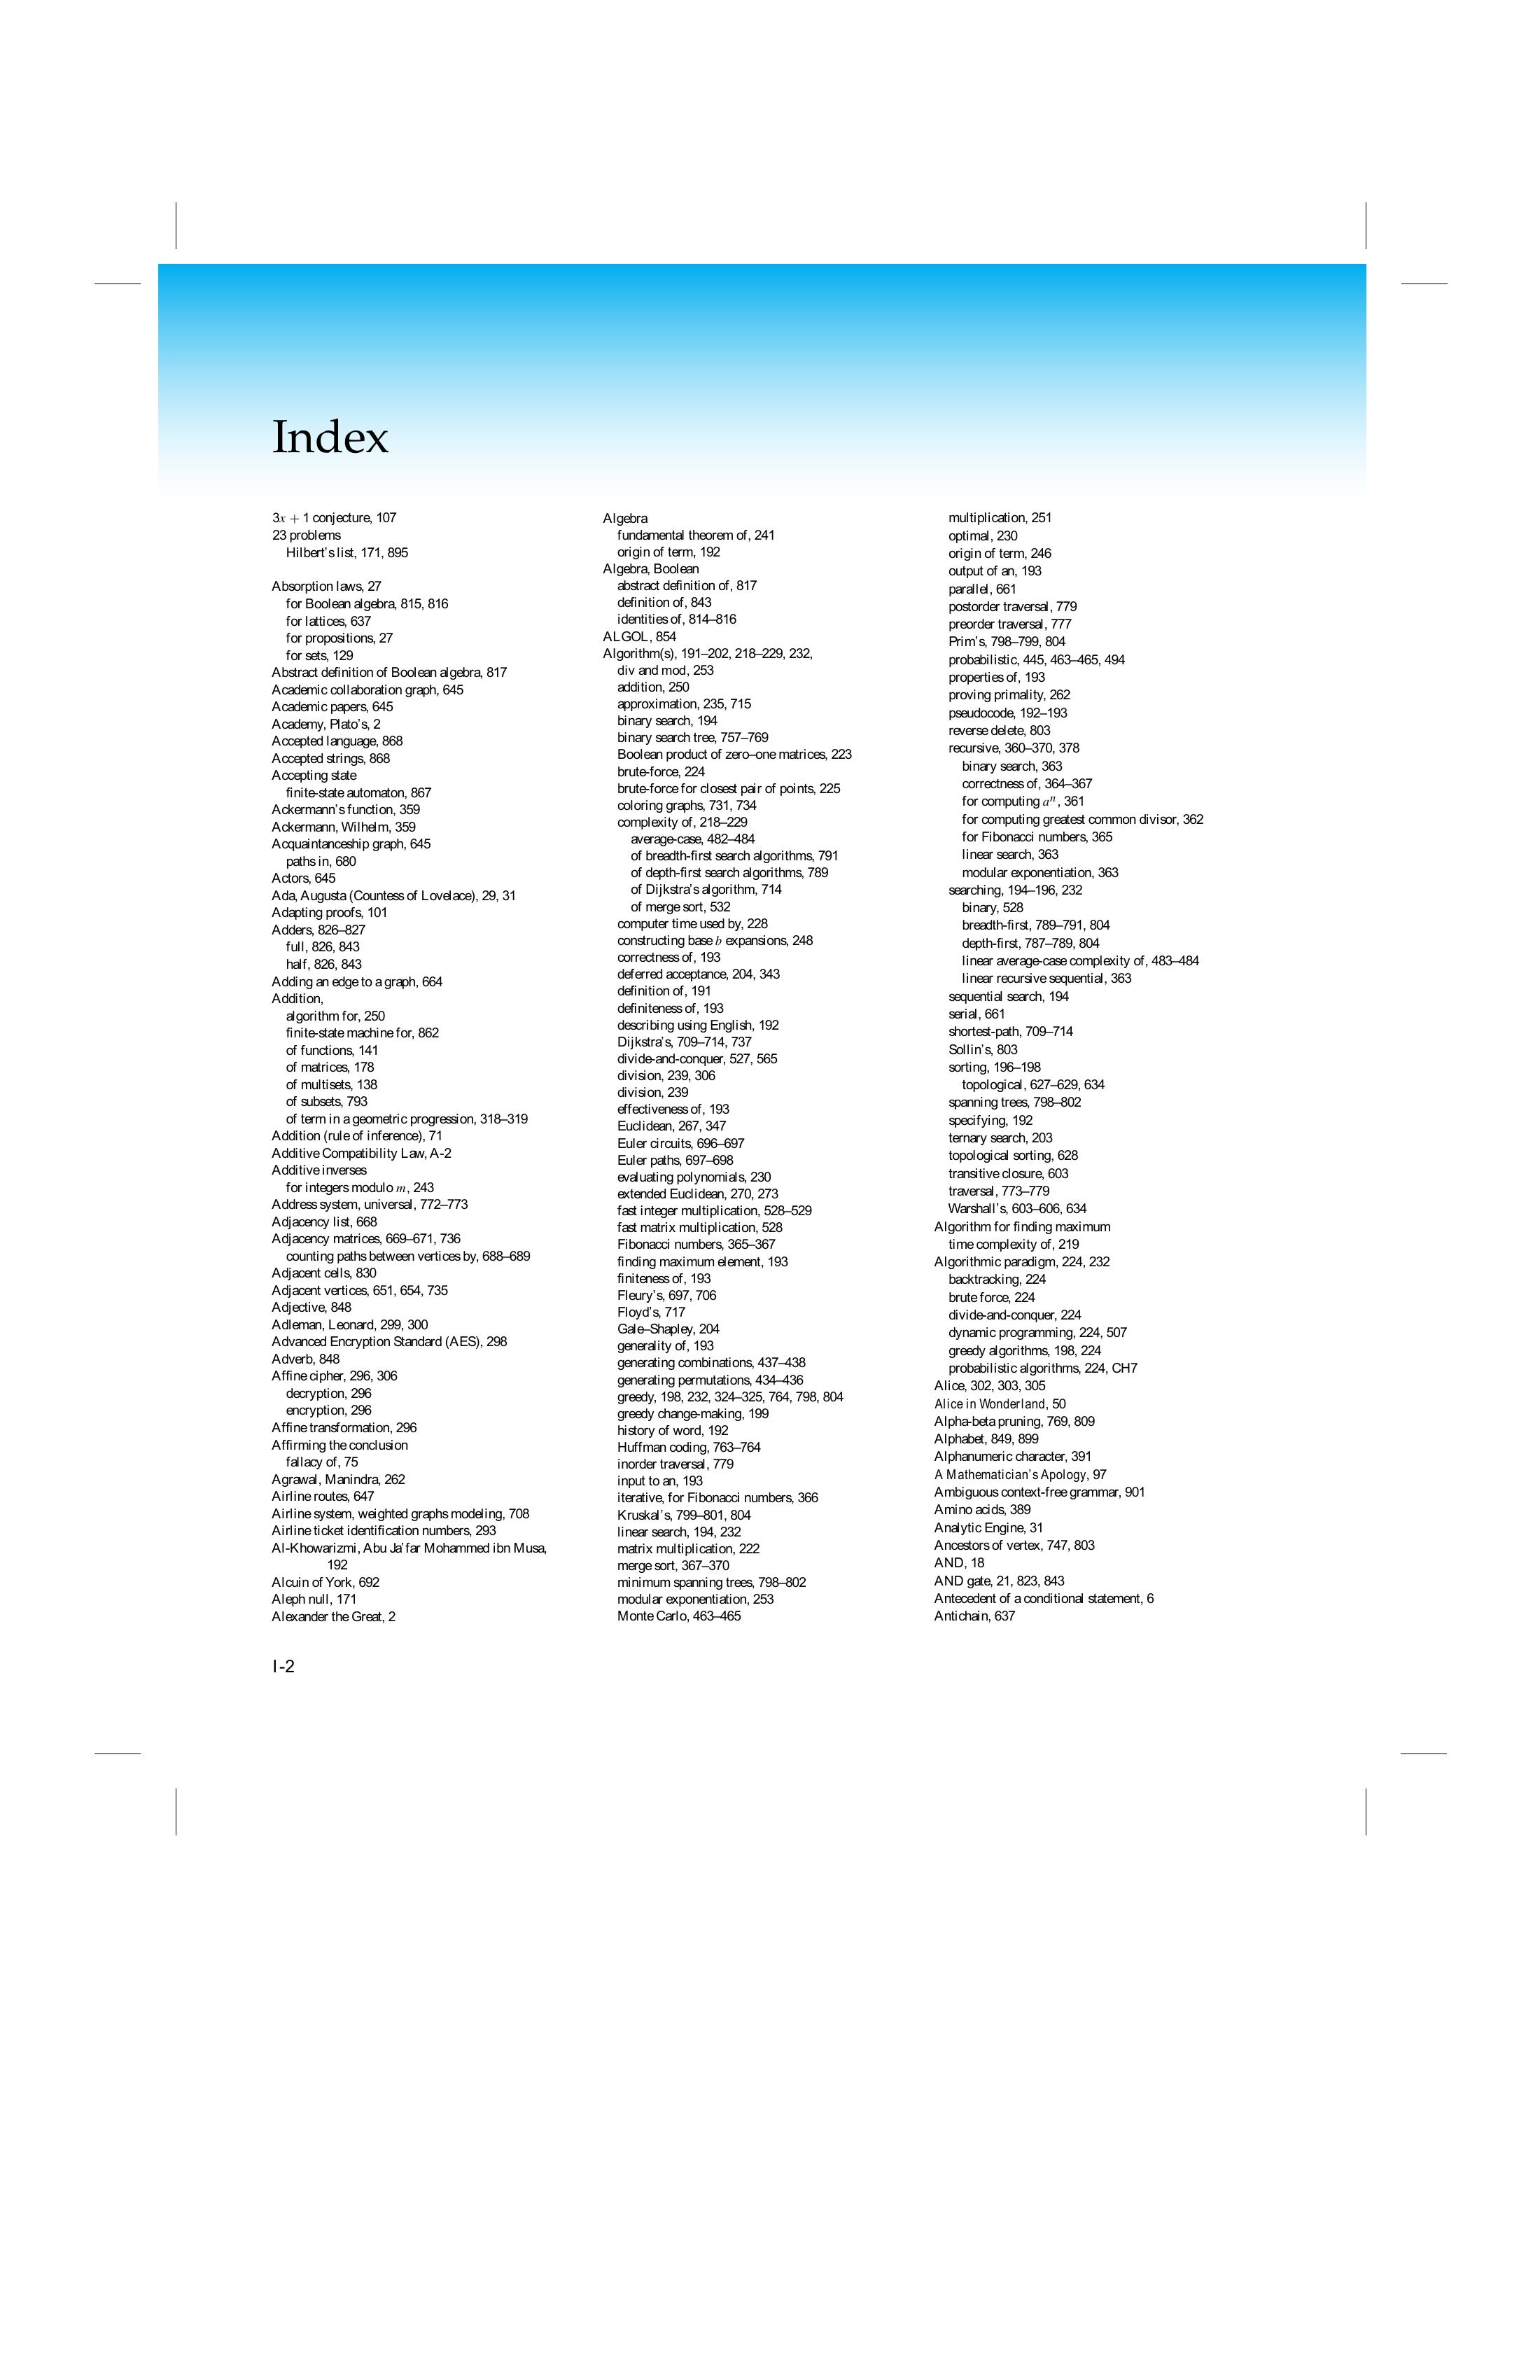 Index
3x + 1 conjecture, 107
23 problems
Hilbert's list, 171, 895
Absorption laws, 27
for Boolean algebra, 815, 816
for lattices, 637
for propositions, 27
for sets, 129
Abstract definition of Boolean algebra, 817
Academic collaboration graph, 645
Academic papers, 645
Academy, Plato's, 2
Accepted language, 868
Accepted strings, 868
Accepting state
finite-state automaton, 867
Ackermann's function, 359
Ackermann, Wilhelm, 359
Acquaintanceship graph, 645
paths in, 680
Actors, 645
Ada, Augusta (Countess of Lovelace), 29, 31
Adapting proofs, 101
Adders, 826–827
full, 826, 843
half, 826, 843
Adding an edge to a graph, 664
Addition,
algorithm for, 250
finite-state machine for, 862
of functions, 141
of matrices, 178
of multisets, 138
of subsets, 793
of term in a geometric progression, 318–319
Addition (rule of inference), 71
Additive Compatibility Law, A-2
Additive inverses
for integers modulo m, 243
Address system, universal, 772–773
Adjacency list, 668
Adjacency matrices, 669–671, 736
counting paths between vertices by, 688–689
Adjacent cells, 830
Adjacent vertices, 651, 654, 735
Adjective, 848
Adleman, Leonard, 299, 300
Advanced Encryption Standard (AES), 298
Adverb, 848
Affine cipher, 296, 306
decryption, 296
encryption, 296
Affine transformation, 296
Affirming the conclusion
fallacy of, 75
Agrawal, Manindra, 262
Airline routes, 647
Airline system, weighted graphs modeling, 708
Airline ticket identification numbers, 293
Al-Khowarizmi, Abu Ja'far Mohammed ibn Musa,
192
Alcuin of York, 692
Aleph null, 171
Alexander the Great, 2
Algebra
fundamental theorem of, 241
origin of term, 192
Algebra, Boolean
abstract definition of, 817
definition of, 843
identities of, 814–816
ALGOL, 854
Algorithm(s), 191–202, 218–229, 232,
div and mod, 253
addition, 250
approximation, 235, 715
binary search, 194
binary search tree, 757–769
Boolean product of zero–one matrices, 223
brute-force, 224
brute-force for closest pair of points, 225
coloring graphs, 731, 734
complexity of, 218–229
average-case, 482–484
of breadth-first search algorithms, 791
of depth-first search algorithms, 789
of Dijkstra's algorithm, 714
of merge sort, 532
computer time used by, 228
constructing base b expansions, 248
correctness of, 193
deferred acceptance, 204, 343
definition of, 191
definiteness of, 193
describing using English, 192
Dijkstra's, 709–714, 737
divide-and-conquer, 527, 565
division, 239, 306
division, 239
effectiveness of, 193
Euclidean, 267, 347
Euler circuits, 696–697
Euler paths, 697–698
evaluating polynomials, 230
extended Euclidean, 270, 273
fast integer multiplication, 528–529
fast matrix multiplication, 528
Fibonacci numbers, 365–367
finding maximum element, 193
finiteness of, 193
Fleury's, 697, 706
Floyd's, 717
Gale–Shapley, 204
generality of, 193
generating combinations, 437–438
generating permutations, 434–436
greedy, 198, 232, 324–325, 764, 798, 804
greedy change-making, 199
history of word, 192
Huffman coding, 763–764
inorder traversal, 779
input to an, 193
iterative, for Fibonacci numbers, 366
Kruskal's, 799–801, 804
linear search, 194, 232
matrix multiplication, 222
merge sort, 367–370
minimum spanning trees, 798–802
modular exponentiation, 253
Monte Carlo, 463–465
multiplication, 251
optimal, 230
origin of term, 246
output of an, 193
parallel, 661
postorder traversal, 779
preorder traversal, 777
Prim's, 798–799, 804
probabilistic, 445, 463–465, 494
properties of, 193
proving primality, 262
pseudocode, 192–193
reverse delete, 803
recursive, 360–370, 378
binary search, 363
correctness of, 364–367
for computing aⁿ, 361
for computing greatest common divisor, 362
for Fibonacci numbers, 365
linear search, 363
modular exponentiation, 363
searching, 194–196, 232
binary, 528
breadth-first, 789–791, 804
depth-first, 787–789, 804
linear average-case complexity of, 483–484
linear recursive sequential, 363
sequential search, 194
serial, 661
shortest-path, 709–714
Sollin's, 803
sorting, 196–198
topological, 627–629, 634
spanning trees, 798–802
specifying, 192
ternary search, 203
topological sorting, 628
transitive closure, 603
traversal, 773–779
Warshall's, 603–606, 634
Algorithm for finding maximum
time complexity of, 219
Algorithmic paradigm, 224, 232
backtracking, 224
brute force, 224
divide-and-conquer, 224
dynamic programming, 224, 507
greedy algorithms, 198, 224
probabilistic algorithms, 224, CH7
Alice, 302, 303, 305
Alice in Wonderland, 50
Alpha-beta pruning, 769, 809
Alphabet, 849, 899
Alphanumeric character, 391
A Mathematician's Apology, 97
Ambiguous context-free grammar, 901
Amino acids, 389
Analytic Engine, 31
Ancestors of vertex, 747, 803
AND, 18
AND gate, 21, 823, 843
Antecedent of a conditional statement, 6
Antichain, 637
I-2